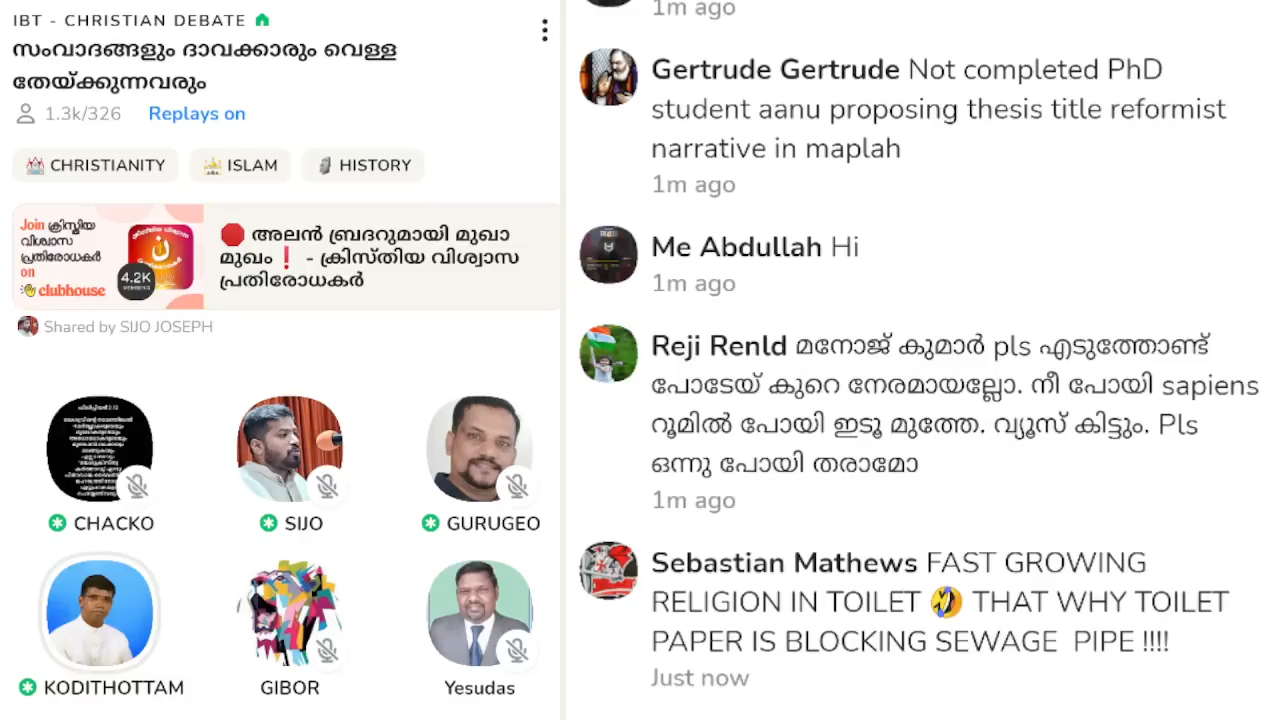 IBT - CHRISTIAN DEBATE
സംവാദങ്ങളും ദാവക്കാരും വെള്ള
തേയ്ക്കുന്നവരും
1.3k/326 Replays on
CHRISTIANITY ISLAM HISTORY
Join ക്രിസ്തീയ
വിശ്വാസ
പ്രതിരോധകർ
on
👋 clubhouse
4.2K
MEMBERS
🛑 അലൻ ബ്രദറുമായി മുഖാ
മുഖം❗ - ക്രിസ്തിയ വിശ്വാസ
പ്രതിരോധകർ
Shared by SIJO JOSEPH
CHACKO SIJO GURUGEO
KODITHOTTAM GIBOR Yesudas
1m ago
Gertrude Gertrude Not completed PhD
student aanu proposing thesis title reformist
narrative in maplah
1m ago
Me Abdullah Hi
1m ago
Reji Renld മനോജ് കുമാർ pls എടുത്തോണ്ട്
പോടേയ് കുറെ നേരമായല്ലോ. നീ പോയി sapiens
റൂമിൽ പോയി ഇടൂ മുത്തേ. വ്യൂസ് കിട്ടും. Pls
ഒന്നു പോയി തരാമോ
1m ago
Sebastian Mathews FAST GROWING
RELIGION IN TOILET 🤣 THAT WHY TOILET
PAPER IS BLOCKING SEWAGE PIPE !!!!
Just now